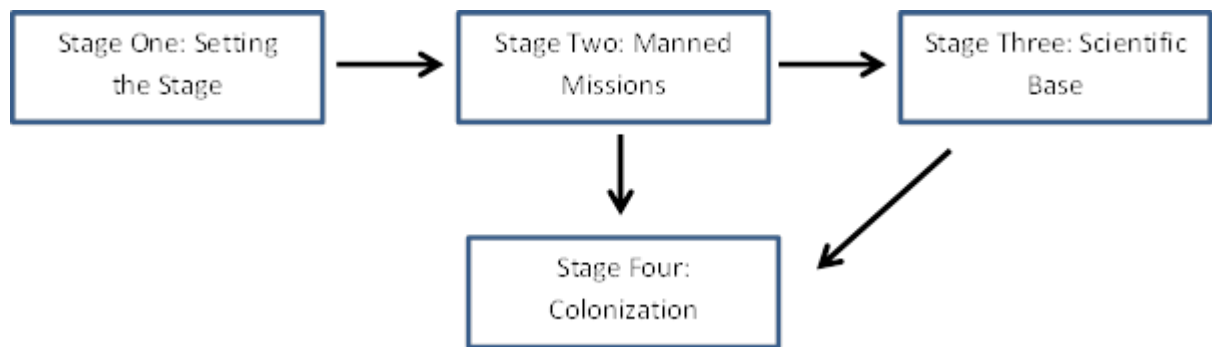 Stage One: Setting
the Stage
Stage Two: Manned
Missions
Stage Three: Scientific
Base
Stage Four:
Colonization